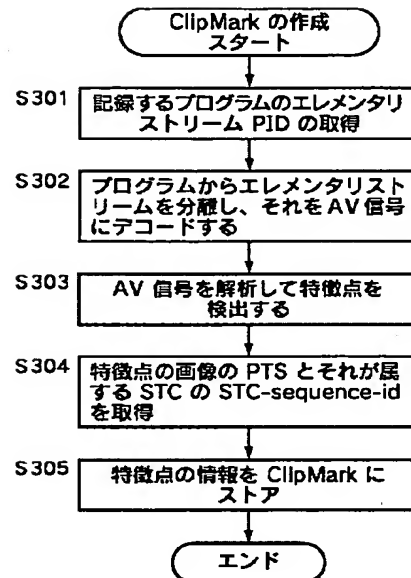 ClipMark の作成
スタート
S301
記録するプログラムのエレメンタリ
ストリーム PID の取得
S302
プログラムからエレメンタリスト
リームを分離し、それを AV 信号
にデコードする
S303
AV 信号を解析して特徴点を
検出する
S304
特徴点の画像の PTS とそれが属
する STC の STC-sequence-id
を取得
S305
特徴点の情報を ClipMark に
ストア
エンド